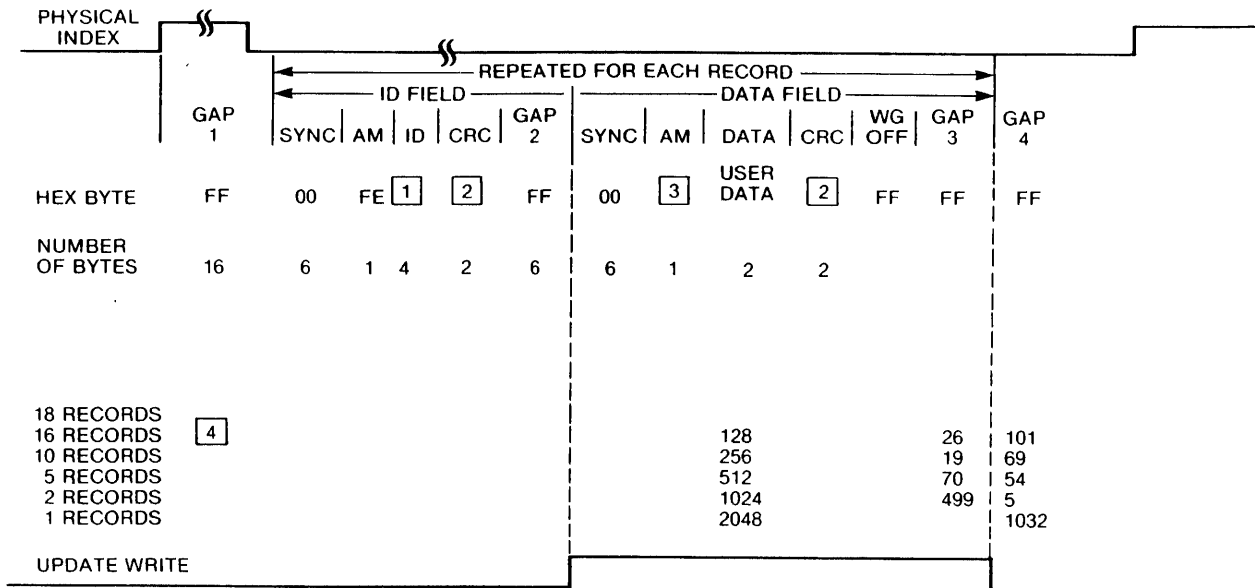 PHYSICAL
INDEX
REPEATED FOR EACH RECORD
ID FIELD DATA FIELD
GAP 1 SYNC AM ID CRC GAP 2 SYNC AM DATA CRC WG OFF GAP 3 GAP 4
HEX BYTE FF 00 FE 1 2 FF 00 3 USER DATA 2 FF FF FF
NUMBER
OF BYTES 16 6 1 4 2 6 6 1 2 2
18 RECORDS
16 RECORDS 4 128 26 101
10 RECORDS 256 19 69
5 RECORDS 512 70 54
2 RECORDS 1024 499 5
1 RECORDS 2048 1032
UPDATE WRITE